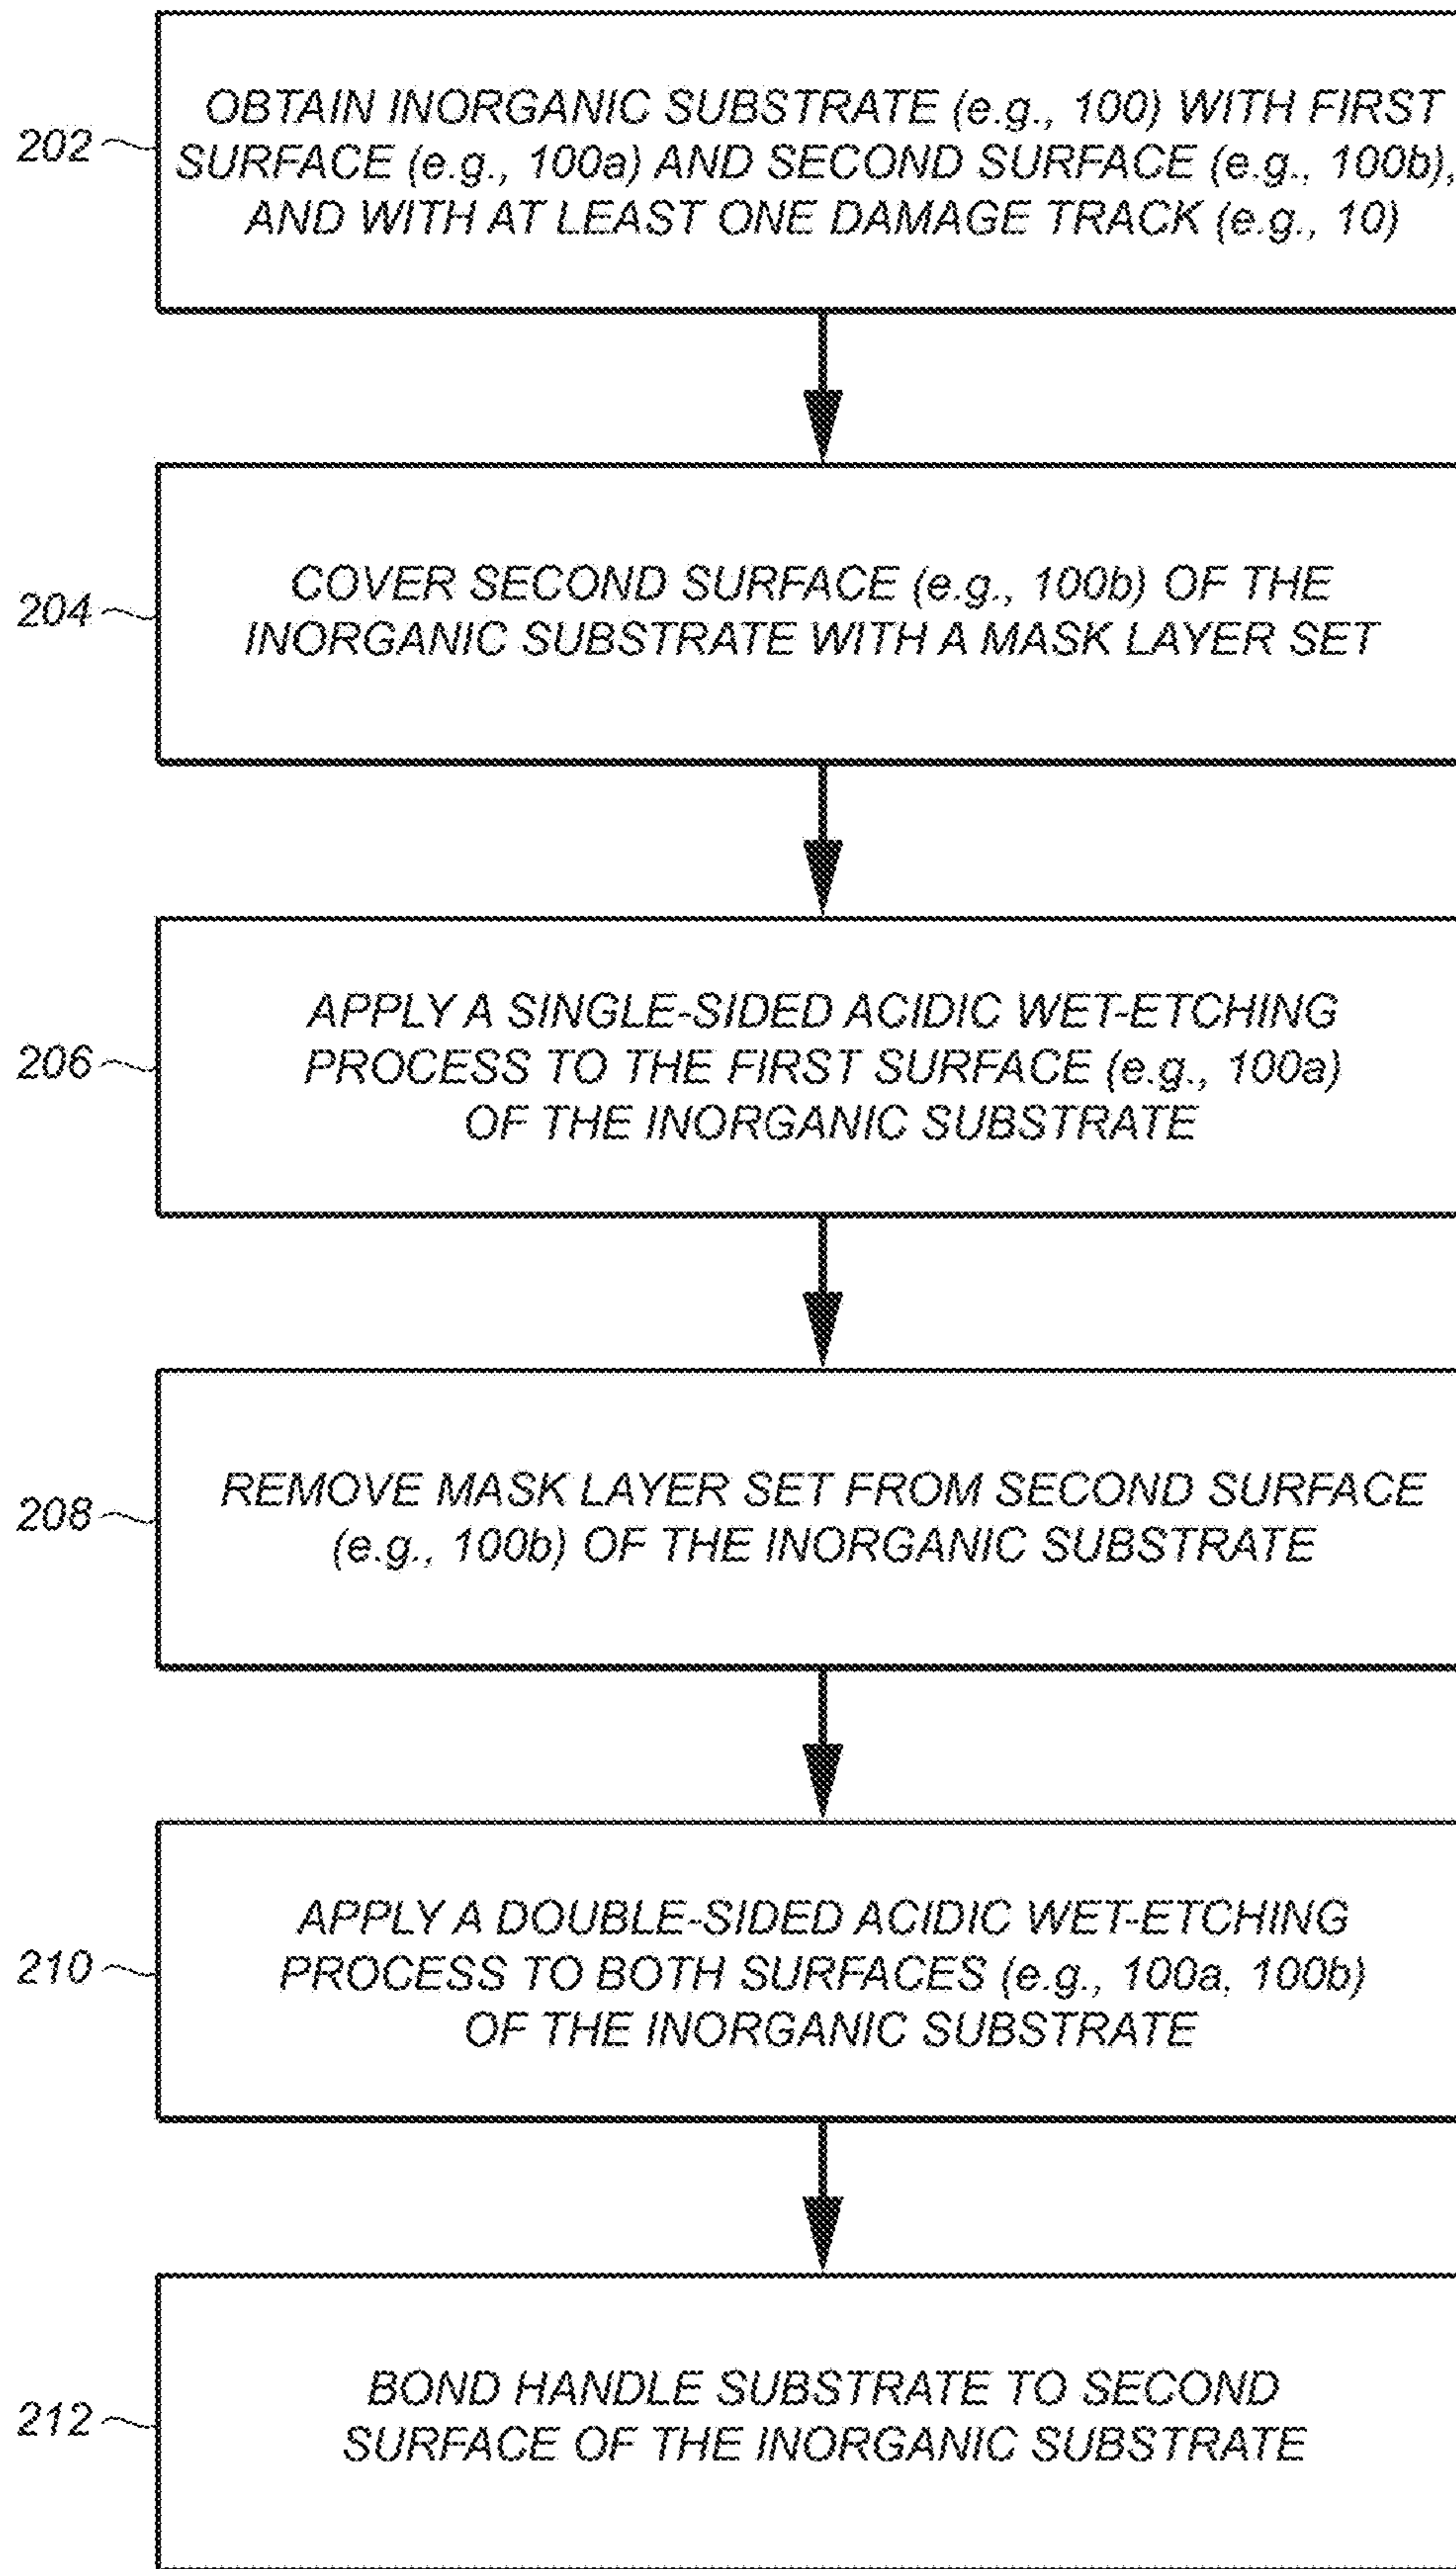 202
OBTAIN INORGANIC SUBSTRATE (e.g., 100) WITH FIRST
SURFACE (e.g., 100a) AND SECOND SURFACE (e.g., 100b),
AND WITH AT LEAST ONE DAMAGE TRACK (e.g., 10)
204
COVER SECOND SURFACE (e.g., 100b) OF THE
INORGANIC SUBSTRATE WITH A MASK LAYER SET
206
APPLY A SINGLE-SIDED ACIDIC WET-ETCHING
PROCESS TO THE FIRST SURFACE (e.g., 100a)
OF THE INORGANIC SUBSTRATE
208
REMOVE MASK LAYER SET FROM SECOND SURFACE
(e.g., 100b) OF THE INORGANIC SUBSTRATE
210
APPLY A DOUBLE-SIDED ACIDIC WET-ETCHING
PROCESS TO BOTH SURFACES (e.g., 100a, 100b)
OF THE INORGANIC SUBSTRATE
212
BOND HANDLE SUBSTRATE TO SECOND
SURFACE OF THE INORGANIC SUBSTRATE